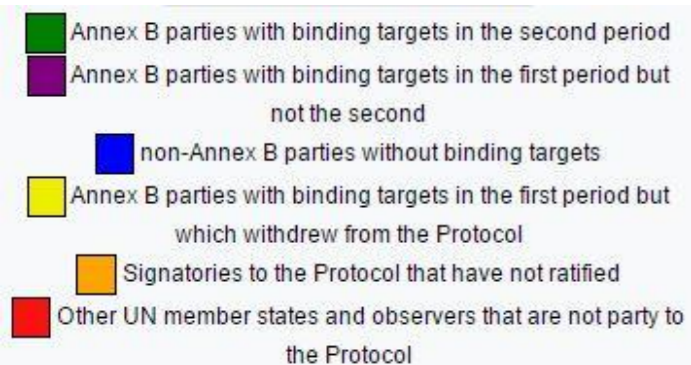 Annex B parties with binding targets in the second period
Annex B parties with binding targets in the first period but
not the second
non-Annex B parties without binding targets
Annex B parties with binding targets in the first period but
which withdrew from the Protocol
Signatories to the Protocol that have not ratified
Other UN member states and observers that are not party to
the Protocol